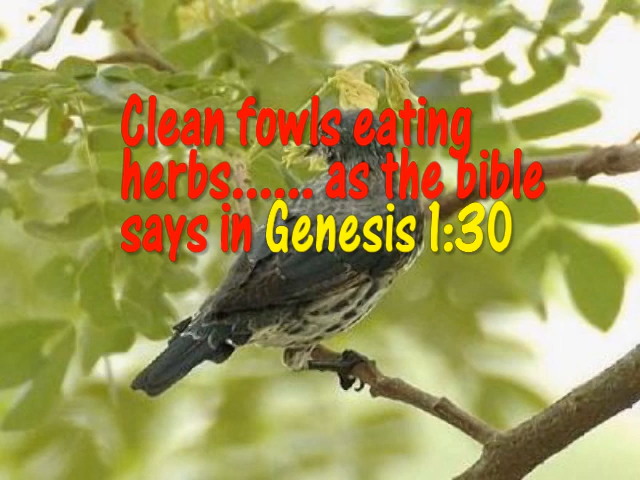 Clean fowls eating
herbs...... as the bible
says in Genesis 1:30